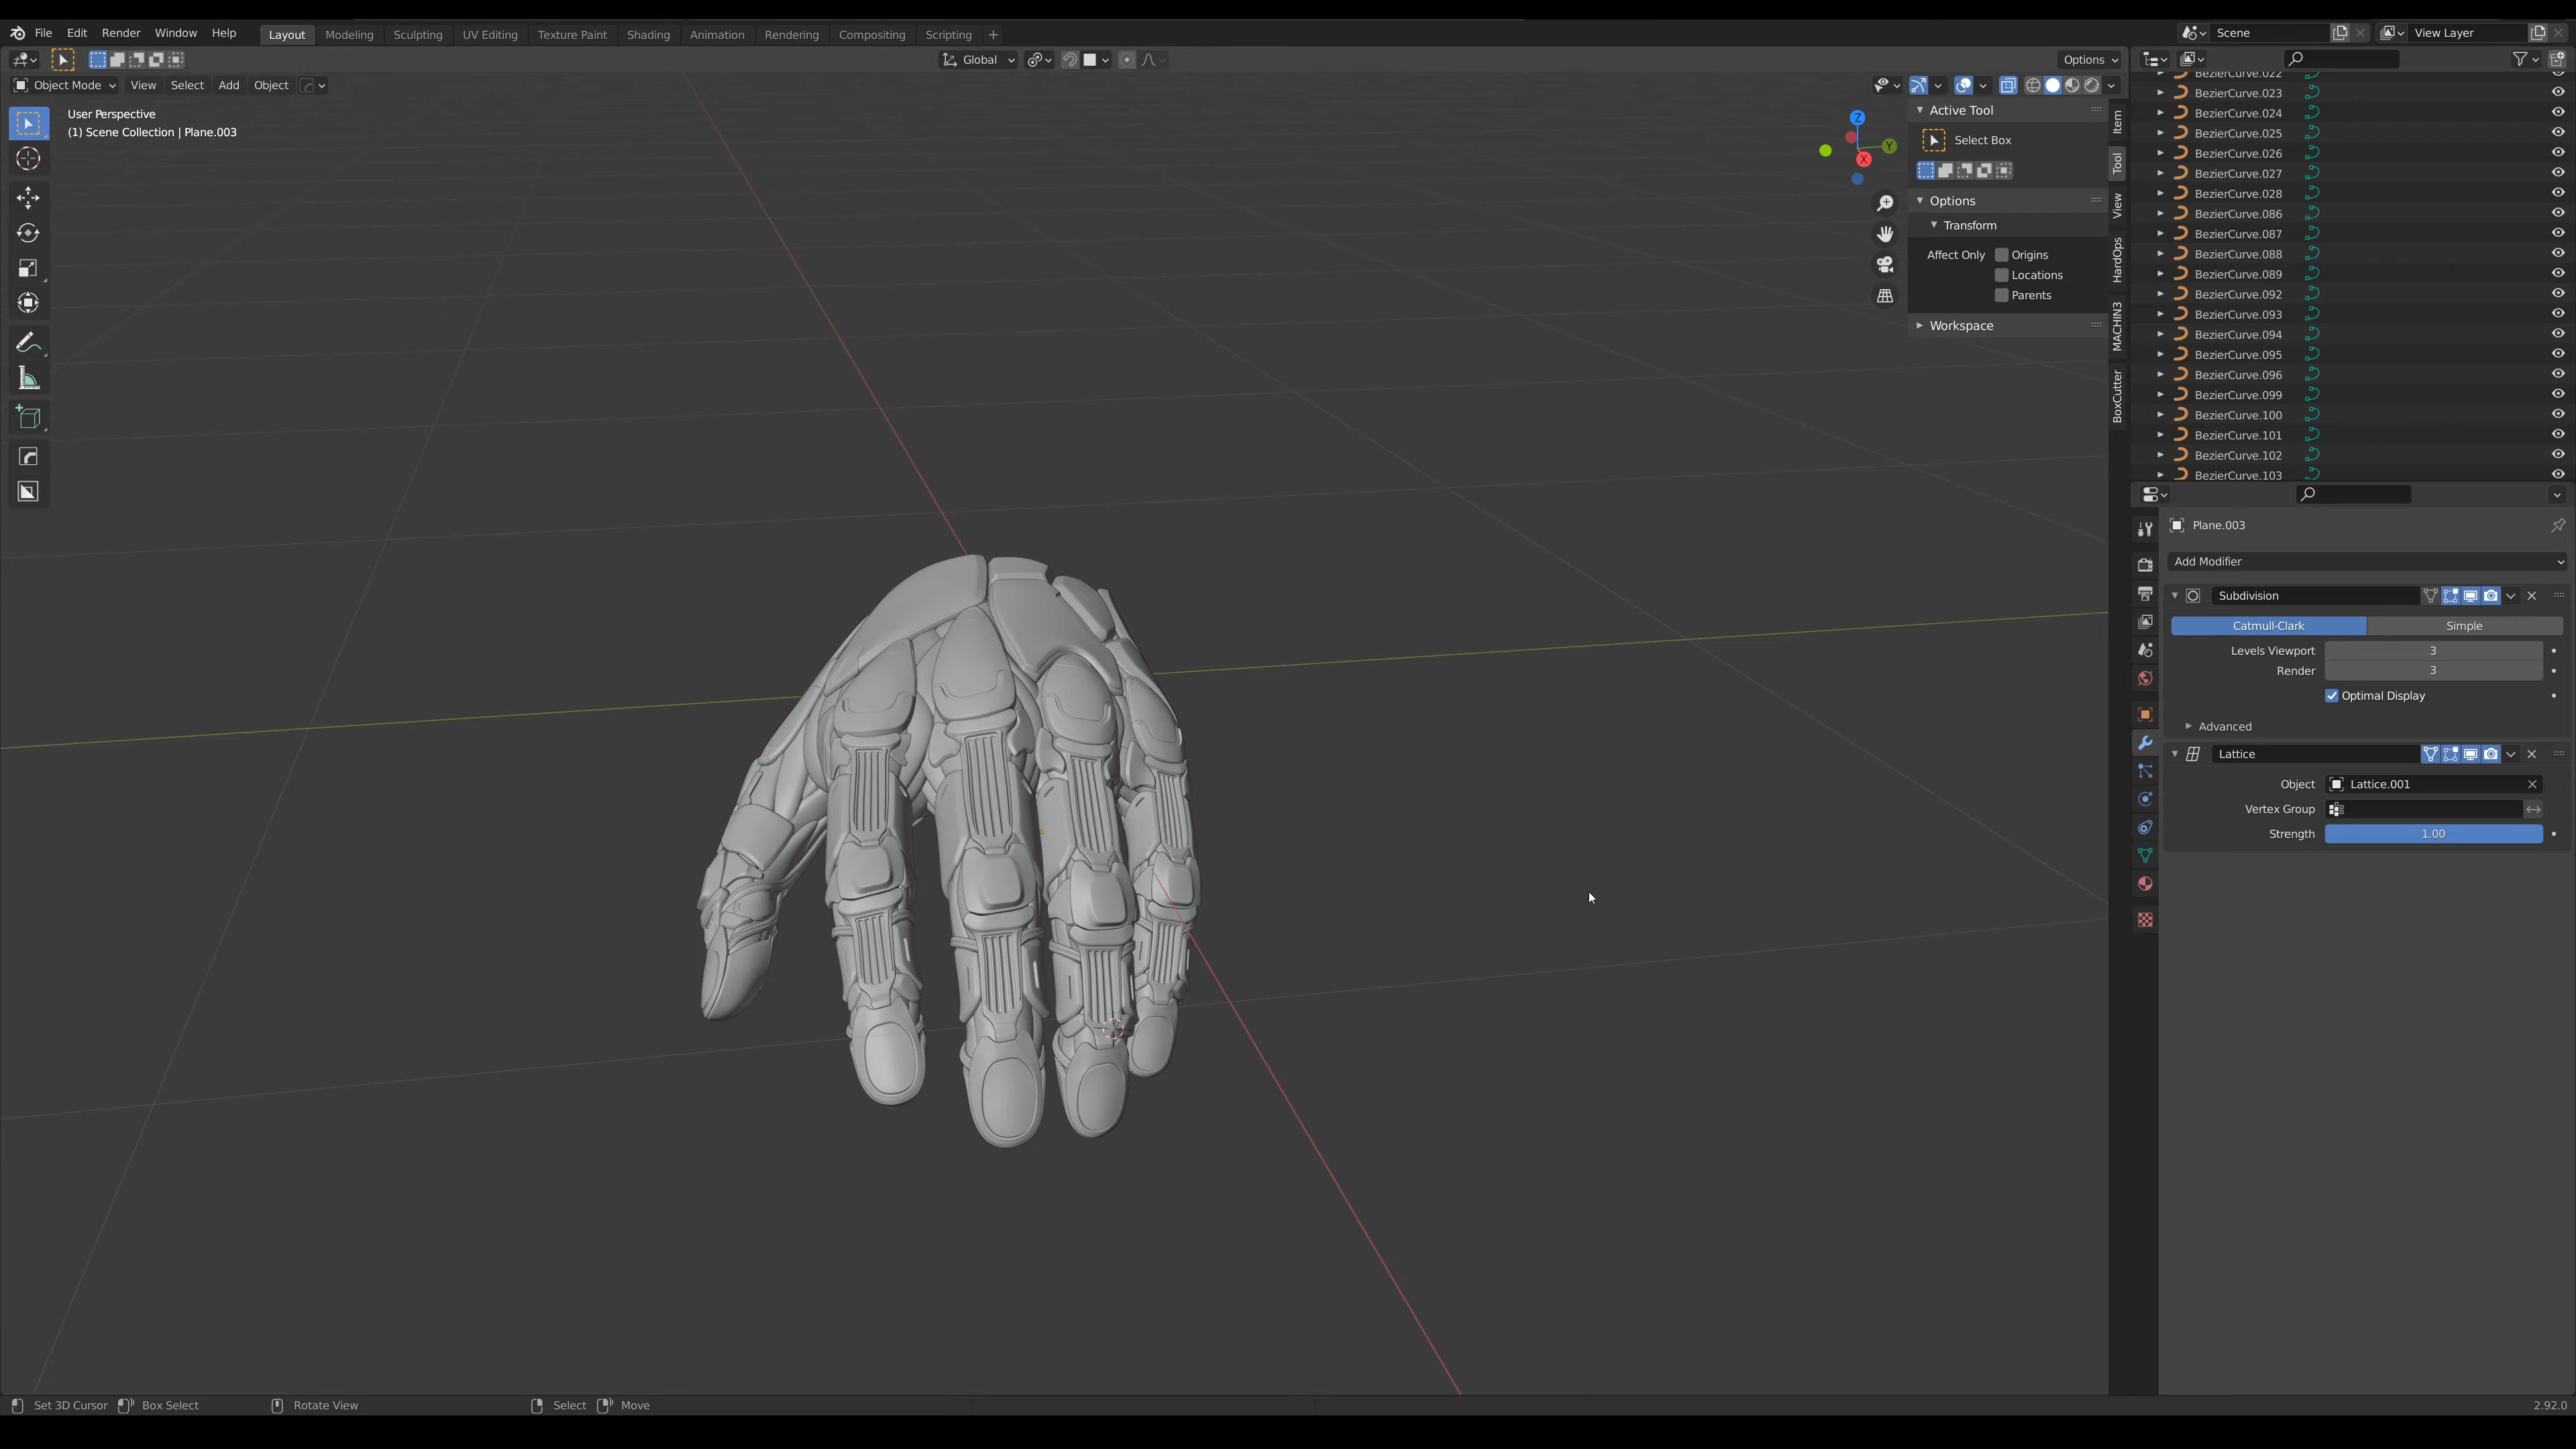 File Edit Render Window Help Layout Modeling Sculpting UV Editing Texture Paint Shading Animation Rendering Compositing Scripting + Scene View Layer
Global Options
Object Mode View Select Add Object
User Perspective
(1) Scene Collection | Plane.003
Z
Y
X
Active Tool
Select Box
Options
Transform
Affect Only Origins
Locations
Parents
Workspace
Item
Tool
View
HardOps
MACHIN3
BoxCutter
BezierCurve.022
BezierCurve.023
BezierCurve.024
BezierCurve.025
BezierCurve.026
BezierCurve.027
BezierCurve.028
BezierCurve.086
BezierCurve.087
BezierCurve.088
BezierCurve.089
BezierCurve.092
BezierCurve.093
BezierCurve.094
BezierCurve.095
BezierCurve.096
BezierCurve.099
BezierCurve.100
BezierCurve.101
BezierCurve.102
BezierCurve.103
Plane.003
Add Modifier
Subdivision
Catmull-Clark Simple
Levels Viewport 3
Render 3
Optimal Display
Advanced
Lattice
Object Lattice.001
Vertex Group
Strength 1.00
Set 3D Cursor Box Select Rotate View Select Move 2.92.0